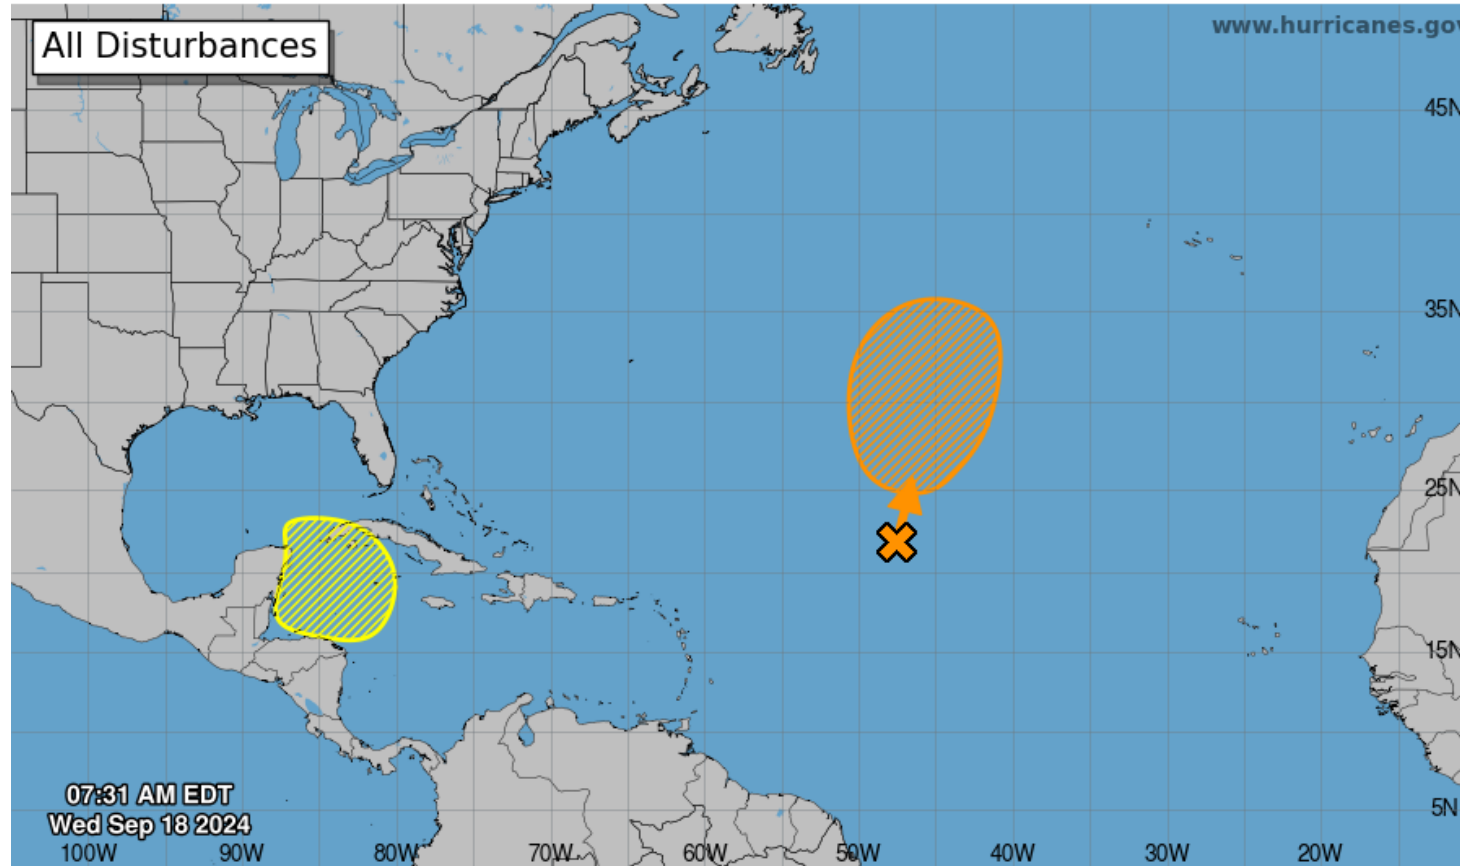 All Disturbances
www.hurricanes.gov
45N
35N
25N
15N
5N
07:31 AM EDT
Wed Sep 18 2024
100W 90W 80W 70W 60W 50W 40W 30W 20W